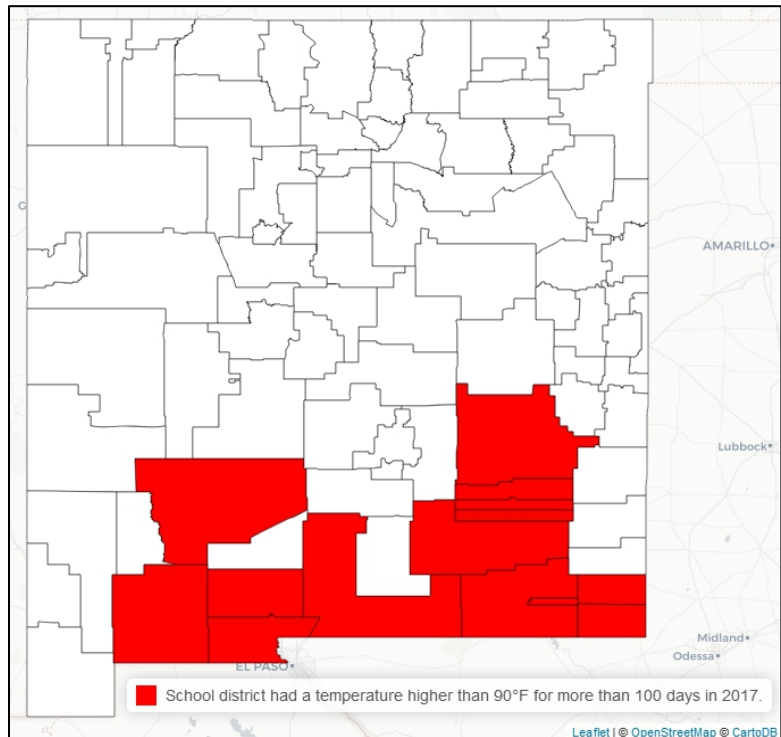 G
AMARILLO
Lubbock
Midland
Odessa
EL PASO
School district had a temperature higher than 90°F for more than 100 days in 2017.
Leaflet | © OpenStreetMap © CartoDB